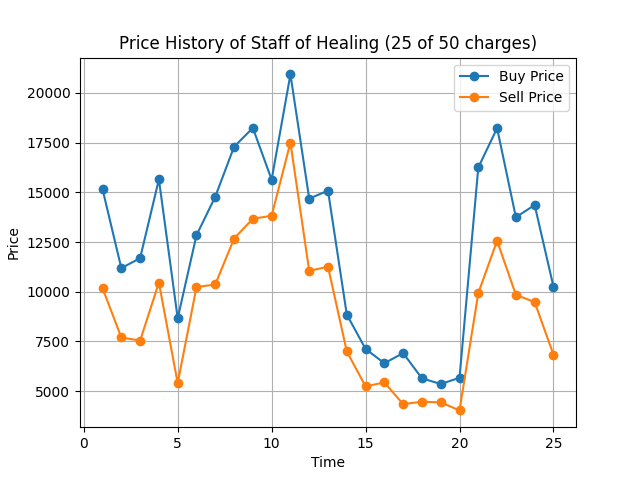 Price History of Staff of Healing (25 of 50 charges)
Buy Price
Sell Price
20000
17500
15000
12500
10000
7500
5000
Price
0 5 10 15 20 25
Time